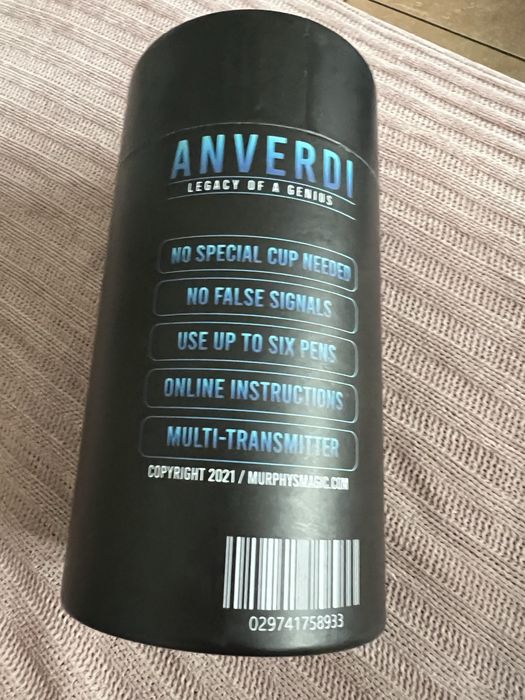 ANVERDI
LEGACY OF A GENIUS
NO SPECIAL CUP NEEDED
NO FALSE SIGNALS
USE UP TO SIX PENS
ONLINE INSTRUCTIONS
MULTI-TRANSMITTER
COPYRIGHT 2021 / MURPHYSMAGIC.COM
029741758933